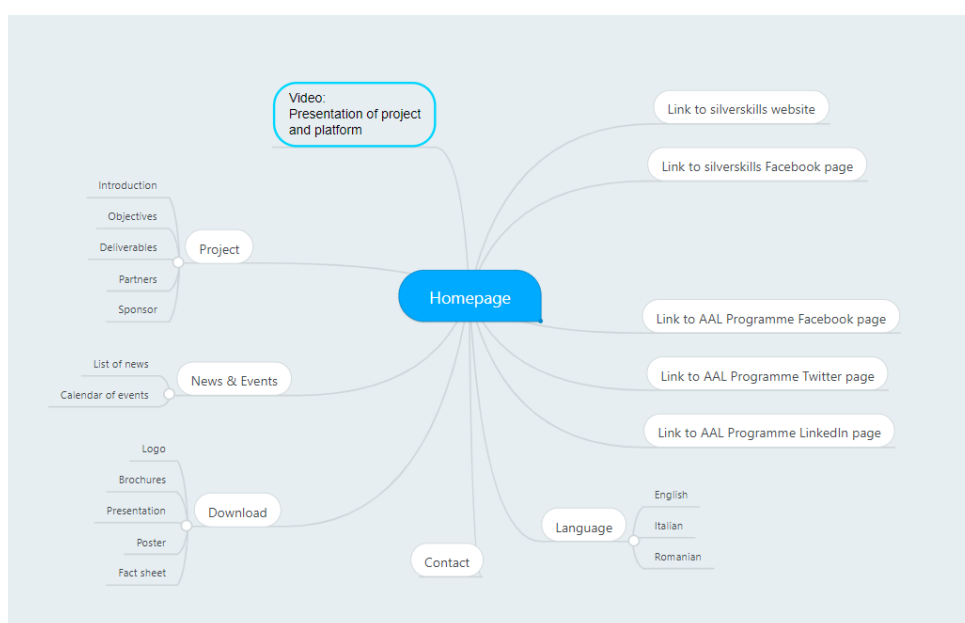 Video:
Presentation of project
and platform
Link to silverskills website
Link to silverskills Facebook page
Introduction
Objectives
Deliverables
Partners
Sponsor
Project
Homepage
Link to AAL Programme Facebook page
Link to AAL Programme Twitter page
Link to AAL Programme LinkedIn page
List of news
Calendar of events
News & Events
Logo
Brochures
Presentation
Poster
Fact sheet
Download
Contact
Language
English
Italian
Romanian